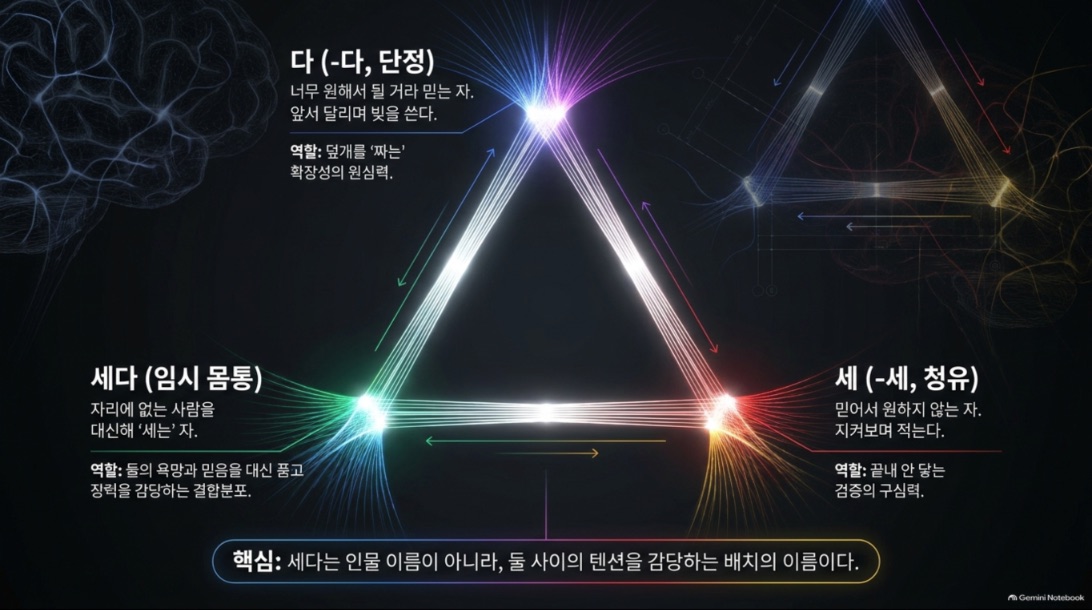 다 (-다, 단정)
너무 원해서 될 거라 믿는 자.
앞서 달리며 빚을 쓴다.
역할: 덮개를 '짜는'
확장성의 원심력.
세다 (임시 몸통)
자리에 없는 사람을
대신해 '세는' 자.
역할: 둘의 욕망과 믿음을 대신 품고
장력을 감당하는 결합분포.
세 (-세, 청유)
믿어서 원하지 않는 자.
지켜보며 적는다.
역할: 끝내 안 닿는
검증의 구심력.
핵심: 세다는 인물 이름이 아니라, 둘 사이의 텐션을 감당하는 배치의 이름이다.
Gemini Notebook